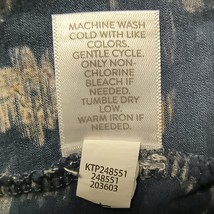 MACHINE WASH
COLD WITH LIKE
COLORS.
GENTLE CYCLE.
ONLY NON-
CHLORINE
BLEACH IF
NEEDED.
TUMBLE DRY
LOW.
WARM IRON IF
NEEDED.
KTP248551
248551
203603